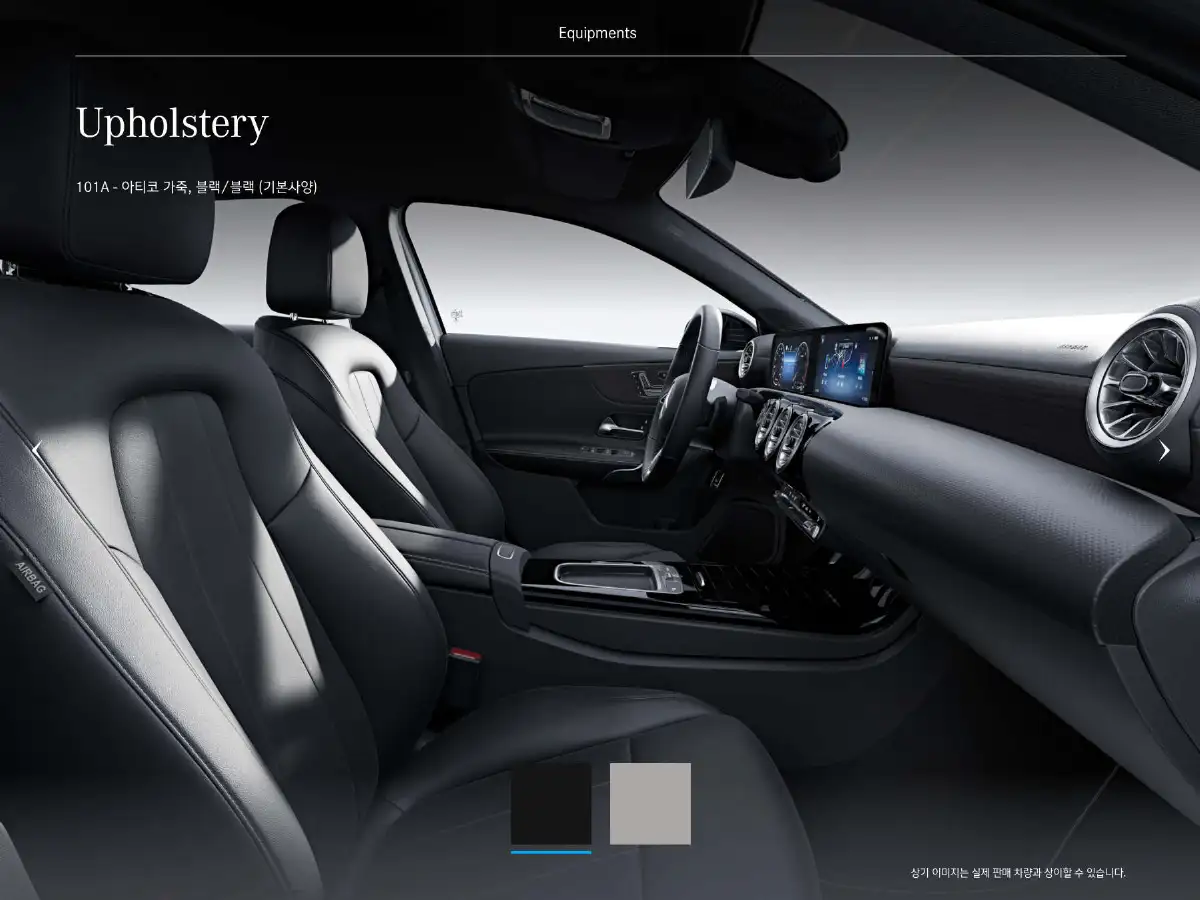 Equipments
Upholstery
101A - 아티코 가죽, 블랙/블랙 (기본사양)
AIRBAG
상기 이미지는 실제 판매 차량과 상이할 수 있습니다.